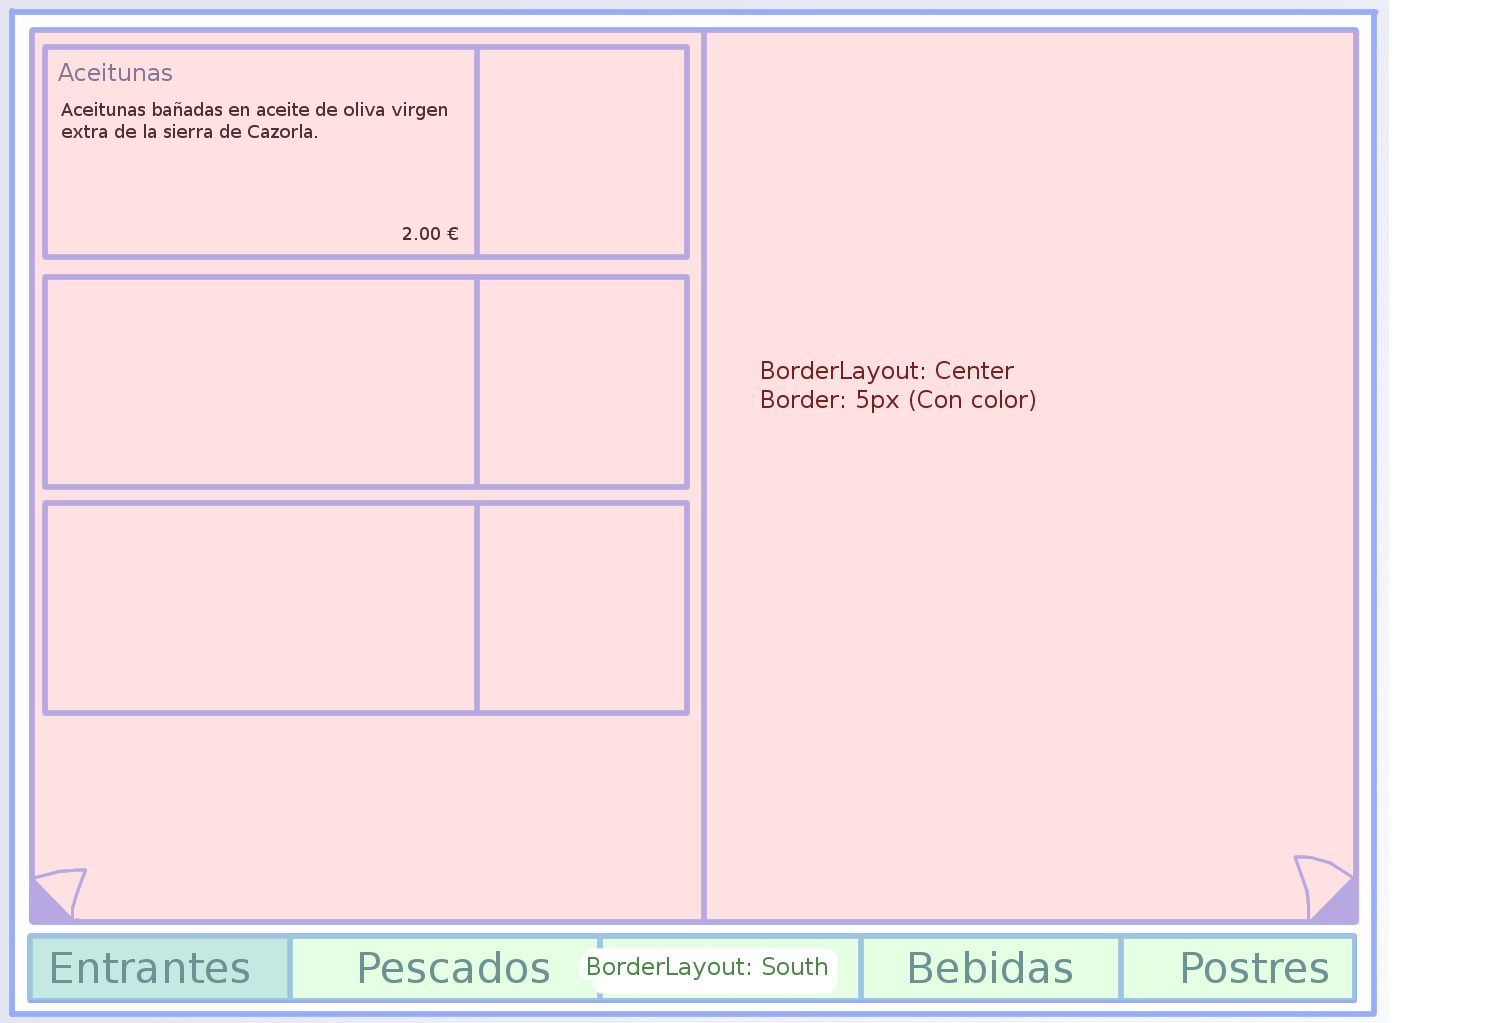 Aceitunas
Aceitunas bañadas en aceite de oliva virgen
extra de la sierra de Cazorla.
2.00 €
BorderLayout: Center
Border: 5px (Con color)
Entrantes
Pescados
BorderLayout: South
Bebidas
Postres